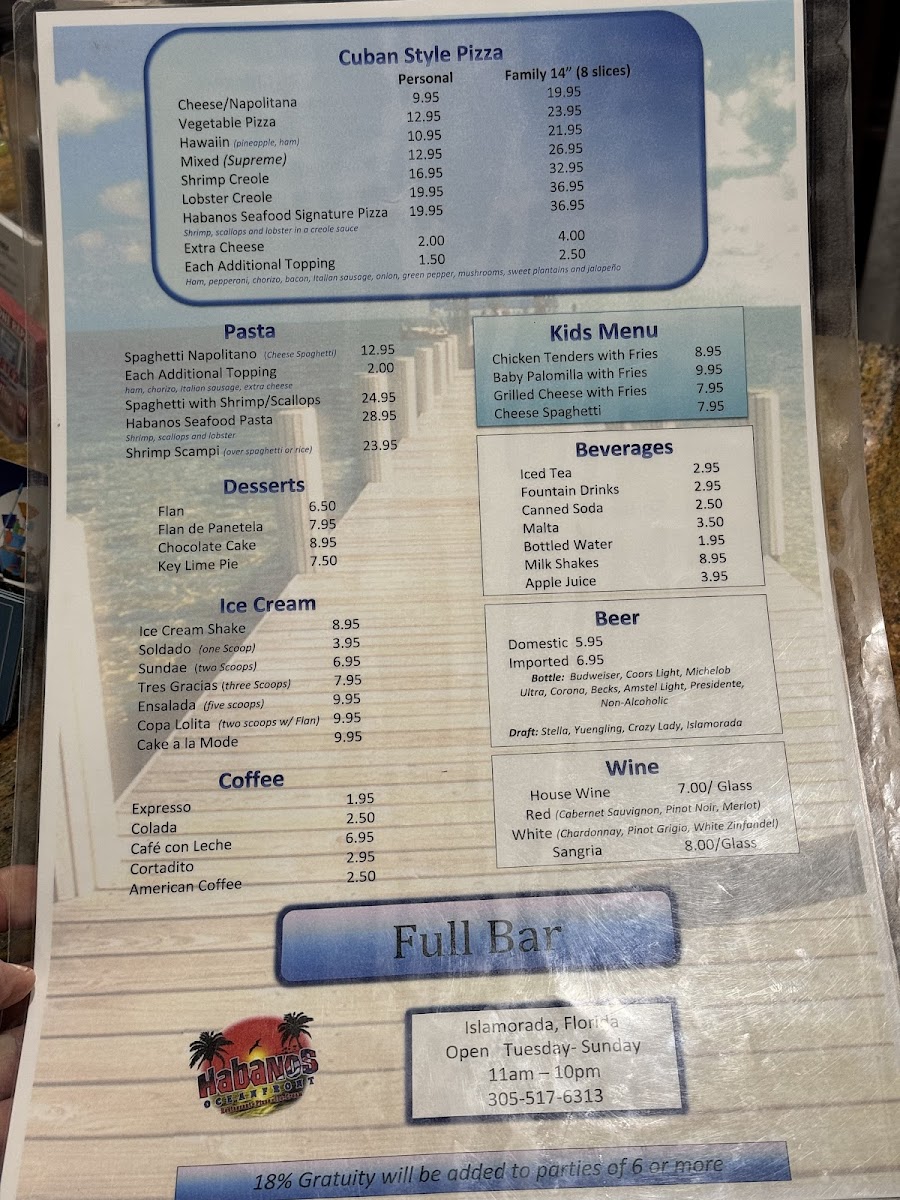 Cuban Style Pizza
Personal Family 14" (8 slices)
Cheese/Napolitana 9.95 19.95
Vegetable Pizza 12.95 23.95
Hawaiin (pineapple, ham) 10.95 21.95
Mixed (Supreme) 12.95 26.95
Shrimp Creole 16.95 32.95
Lobster Creole 19.95 36.95
Habanos Seafood Signature Pizza 19.95 36.95
Shrimp, scallops and lobster in a creole sauce
Extra Cheese 2.00 4.00
Each Additional Topping 1.50 2.50
Ham, pepperoni, chorizo, bacon, Italian sausage, onion, green pepper, mushrooms, sweet plantains and jalapeño
Pasta
Spaghetti Napolitano (Cheese Spaghetti) 12.95
Each Additional Topping 2.00
ham, chorizo, Italian sausage, extra cheese
Spaghetti with Shrimp/Scallops 24.95
Habanos Seafood Pasta 28.95
Shrimp, scallops and lobster
Shrimp Scampi (over spaghetti or rice) 23.95
Desserts
Flan 6.50
Flan de Panetela 7.95
Chocolate Cake 8.95
Key Lime Pie 7.50
Ice Cream
Ice Cream Shake 8.95
Soldado (one Scoop) 3.95
Sundae (two Scoops) 6.95
Tres Gracias (three Scoops) 7.95
Ensalada (five scoops) 9.95
Copa Lolita (two scoops w/ Flan) 9.95
Cake a la Mode 9.95
Coffee
Expresso 1.95
Colada 2.50
Café con Leche 6.95
Cortadito 2.95
American Coffee 2.50
Kids Menu
Chicken Tenders with Fries 8.95
Baby Palomilla with Fries 9.95
Grilled Cheese with Fries 7.95
Cheese Spaghetti 7.95
Beverages
Iced Tea 2.95
Fountain Drinks 2.95
Canned Soda 2.50
Malta 3.50
Bottled Water 1.95
Milk Shakes 8.95
Apple Juice 3.95
Beer
Domestic 5.95
Imported 6.95
Bottle: Budweiser, Coors Light, Michelob
Ultra, Corona, Becks, Amstel Light, Presidente,
Non-Alcoholic
Draft: Stella, Yuengling, Crazy Lady, Islamorada
Wine
House Wine 7.00/ Glass
Red (Cabernet Sauvignon, Pinot Noir, Merlot)
White (Chardonnay, Pinot Grigio, White Zinfandel)
Sangria 8.00/Glass
Full Bar
Habanos
OCEANFRONT
Islamorada, Florida
Open Tuesday- Sunday
11am – 10pm
305-517-6313
18% Gratuity will be added to parties of 6 or more